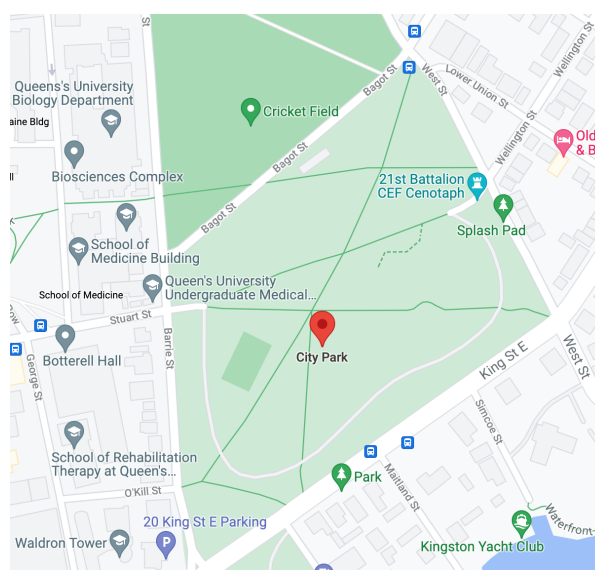 St
Queens's University
Biology Department
aine Bldg
Biosciences Complex
Cricket Field
Bagot St
Bagot St
Bagot St
West St
Lower Union St
Wellington St
Wellington St
Old
& B
21st Battalion
CEF Cenotaph
Splash Pad
School of
Medicine Building
School of Medicine
Queen's University
Undergraduate Medical...
Stuart St
Barrie St
George St
Botterell Hall
City Park
King St E
West St
Simcoe St
School of Rehabilitation
Therapy at Queen's...
O'Kill St
Park
Maitland St
20 King St E Parking
P
Waldron Tower
Kingston Yacht Club
Waterfront